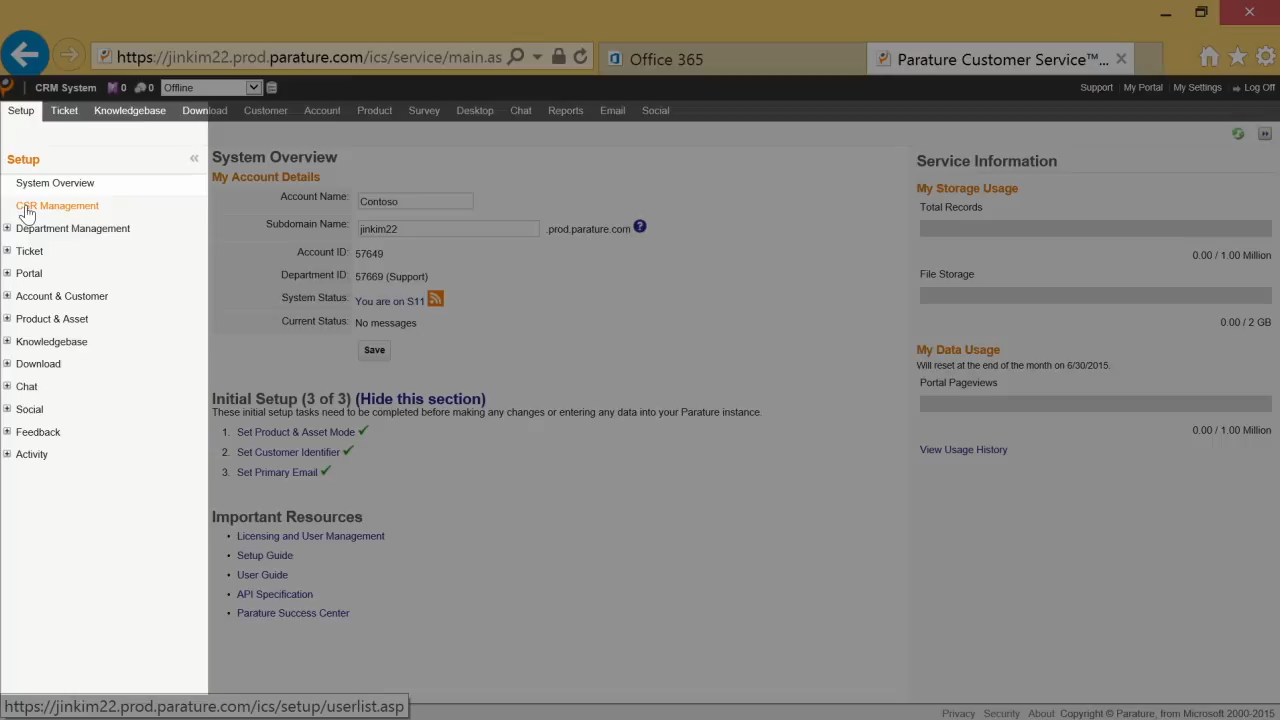 https://jinkim22.prod.parature.com/ics/service/main.as
Office 365
Parature Customer Service™...
CRM System 0 0 Offline
Support My Portal My Settings Log Off
Setup Ticket Knowledgebase Download Customer Account Product Survey Desktop Chat Reports Email Social
Setup
System Overview
CSR Management
Department Management
Ticket
Portal
Account & Customer
Product & Asset
Knowledgebase
Download
Chat
Social
Feedback
Activity
System Overview
My Account Details
Account Name: Contoso
Subdomain Name: jinkim22 .prod.parature.com
Account ID: 57649
Department ID: 57669 (Support)
System Status: You are on S11
Current Status: No messages
Save
Initial Setup (3 of 3) (Hide this section)
These initial setup tasks need to be completed before making any changes or entering any data into your Parature instance.
1. Set Product & Asset Mode
2. Set Customer Identifier
3. Set Primary Email
Important Resources
• Licensing and User Management
• Setup Guide
• User Guide
• API Specification
• Parature Success Center
Service Information
My Storage Usage
Total Records
0.00 / 1.00 Million
File Storage
0.00 / 2 GB
My Data Usage
Will reset at the end of the month on 6/30/2015.
Portal Pageviews
0.00 / 1.00 Million
View Usage History
https://jinkim22.prod.parature.com/ics/setup/userlist.asp
Privacy Security About Copyright © Parature, from Microsoft 2000-2015